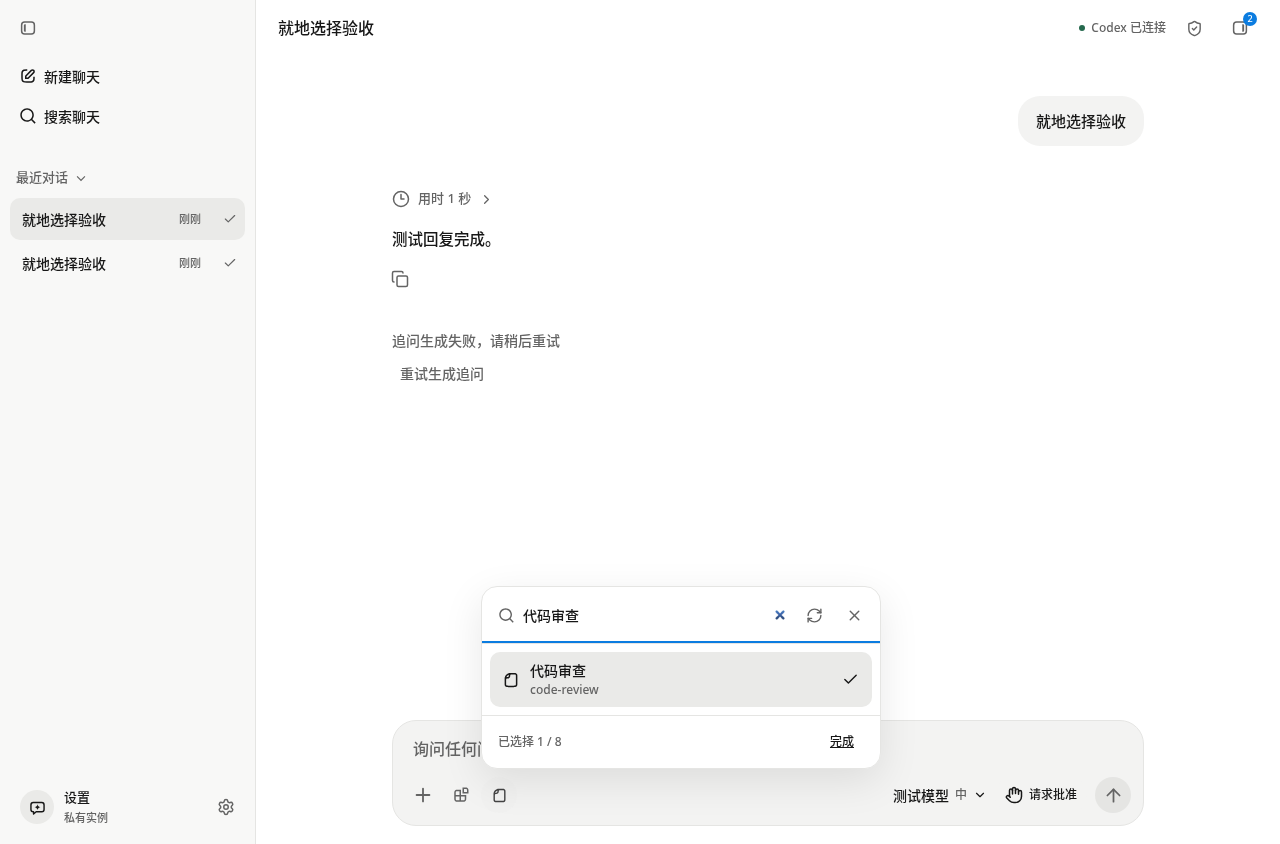 就地选择验收
Codex 已连接
2
新建聊天
搜索聊天
最近对话
就地选择验收 刚刚
就地选择验收 刚刚
就地选择验收
用时 1 秒
测试回复完成。
追问生成失败，请稍后重试
重试生成追问
代码审查
代码审查
code-review
已选择 1 / 8
完成
询问任何
测试模型 中
请求批准
设置
私有实例